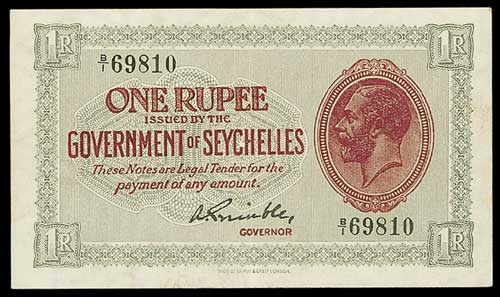 1R 1R
B/1 69810
ONE RUPEE
ISSUED BY THE
GOVERNMENT OF SEYCHELLES
These Notes are Legal Tender for the
payment of any amount.
B/1 69810
GOVERNOR
1R 1R